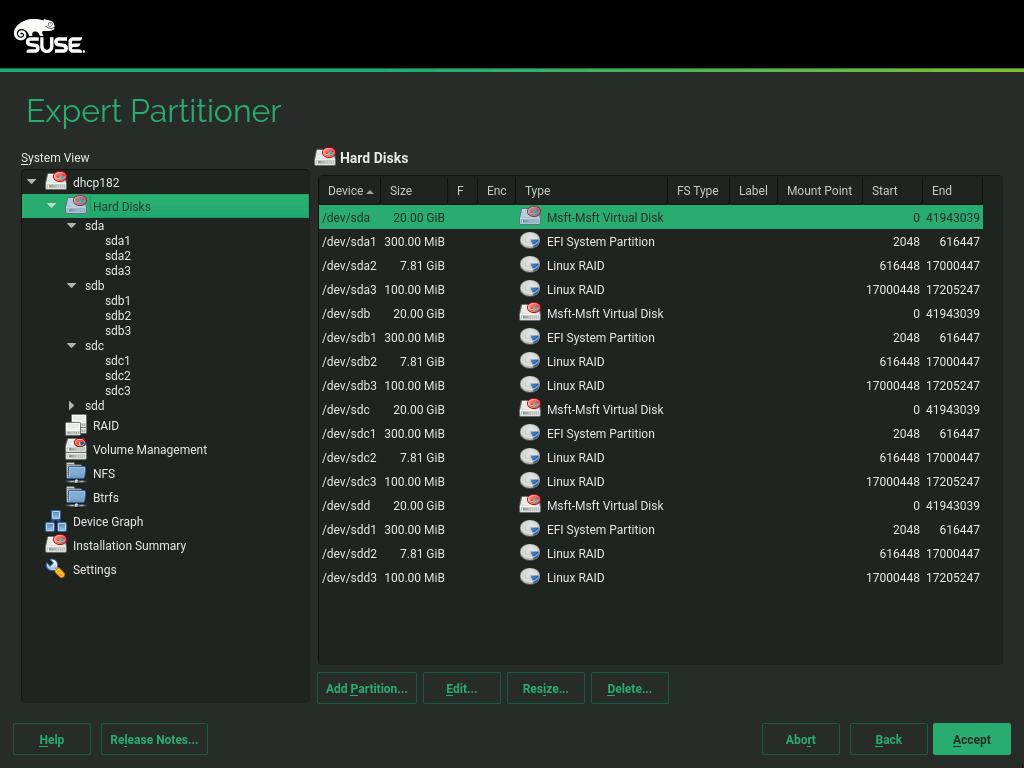 SUSE.
Expert Partitioner
System View
dhcp182
Hard Disks
sda
sda1
sda2
sda3
sdb
sdb1
sdb2
sdb3
sdc
sdc1
sdc2
sdc3
sdd
RAID
Volume Management
NFS
Btrfs
Device Graph
Installation Summary
Settings
Hard Disks
Device Size F Enc Type FS Type Label Mount Point Start End
/dev/sda 20.00 GiB Msft-Msft Virtual Disk 0 41943039
/dev/sda1 300.00 MiB EFI System Partition 2048 616447
/dev/sda2 7.81 GiB Linux RAID 616448 17000447
/dev/sda3 100.00 MiB Linux RAID 17000448 17205247
/dev/sdb 20.00 GiB Msft-Msft Virtual Disk 0 41943039
/dev/sdb1 300.00 MiB EFI System Partition 2048 616447
/dev/sdb2 7.81 GiB Linux RAID 616448 17000447
/dev/sdb3 100.00 MiB Linux RAID 17000448 17205247
/dev/sdc 20.00 GiB Msft-Msft Virtual Disk 0 41943039
/dev/sdc1 300.00 MiB EFI System Partition 2048 616447
/dev/sdc2 7.81 GiB Linux RAID 616448 17000447
/dev/sdc3 100.00 MiB Linux RAID 17000448 17205247
/dev/sdd 20.00 GiB Msft-Msft Virtual Disk 0 41943039
/dev/sdd1 300.00 MiB EFI System Partition 2048 616447
/dev/sdd2 7.81 GiB Linux RAID 616448 17000447
/dev/sdd3 100.00 MiB Linux RAID 17000448 17205247
Add Partition... Edit... Resize... Delete...
Help Release Notes... Abort Back Accept